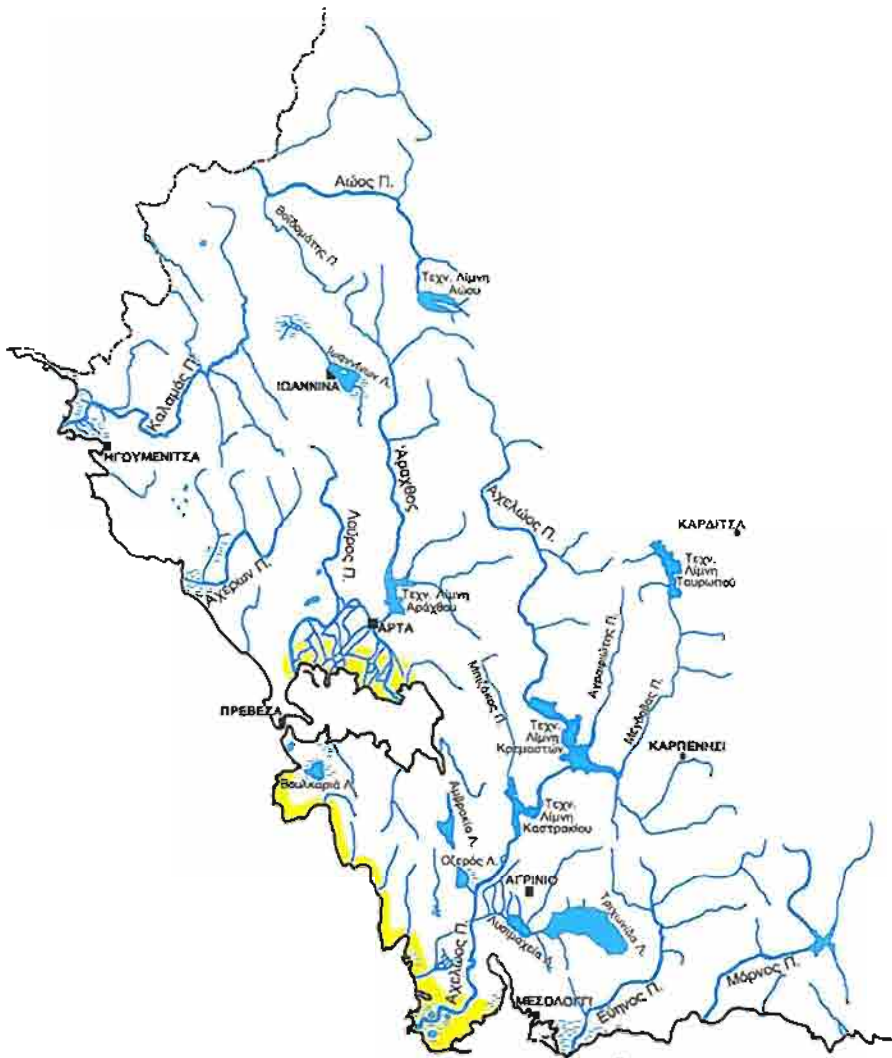 Αώος Π.
Βοϊδομάτης Π.
Τεχν. Λίμνη
Αώου
Ιωαννίνων Λ.
ΙΩΑΝΝΙΝΑ
Καλαμάς Π.
ΗΓΟΥΜΕΝΙΤΣΑ
Άραχθος
Αχελώος Π.
ΚΑΡΔΙΤΣΑ
Λούρος Π.
Τεχν.
Λίμνη
Ταυρωπού
Αχέρων Π.
Τεχν. Λίμνη
Αράχθου
ΑΡΤΑ
Αγραφιώτης Π.
Μέγδοβας Π.
ΠΡΕΒΕΖΑ
Τεχν.
Λίμνη
Κρεμαστών
ΚΑΡΠΕΝΗΣΙ
Βουλκαριά Λ.
Αμβρακία Λ.
Τεχν.
Λίμνη
Καστρακίου
Οζερός Λ.
ΑΓΡΙΝΙΟ
Τριχωνίδα Λ.
Λυσιμαχεία Λ.
Αχελώος Π.
Μόρνος Π.
ΜΕΣΟΛΟΓΓΙ
Εύηνος Π.